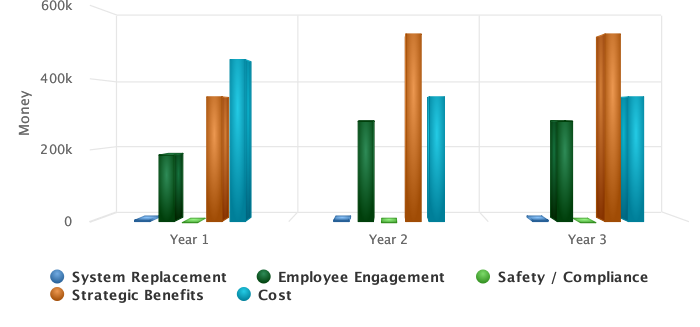 600k
400k
200k
0
Money
Year 1 Year 2 Year 3
System Replacement Employee Engagement Safety / Compliance
Strategic Benefits Cost